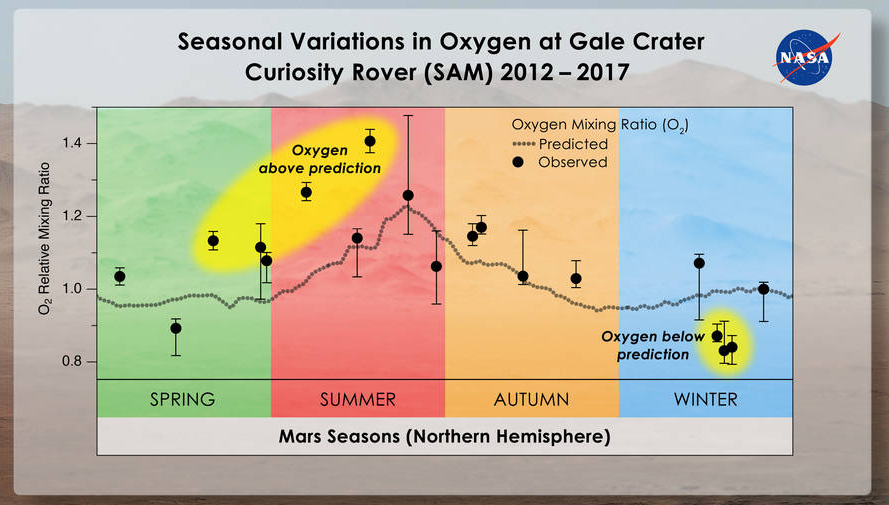 Seasonal Variations in Oxygen at Gale Crater
Curiosity Rover (SAM) 2012 – 2017
NASA
Oxygen Mixing Ratio (O₂)
Predicted
Observed
1.4
1.2
1.0
0.8
O₂ Relative Mixing Ratio
Oxygen
above prediction
Oxygen below
prediction
SPRING
SUMMER
AUTUMN
WINTER
Mars Seasons (Northern Hemisphere)